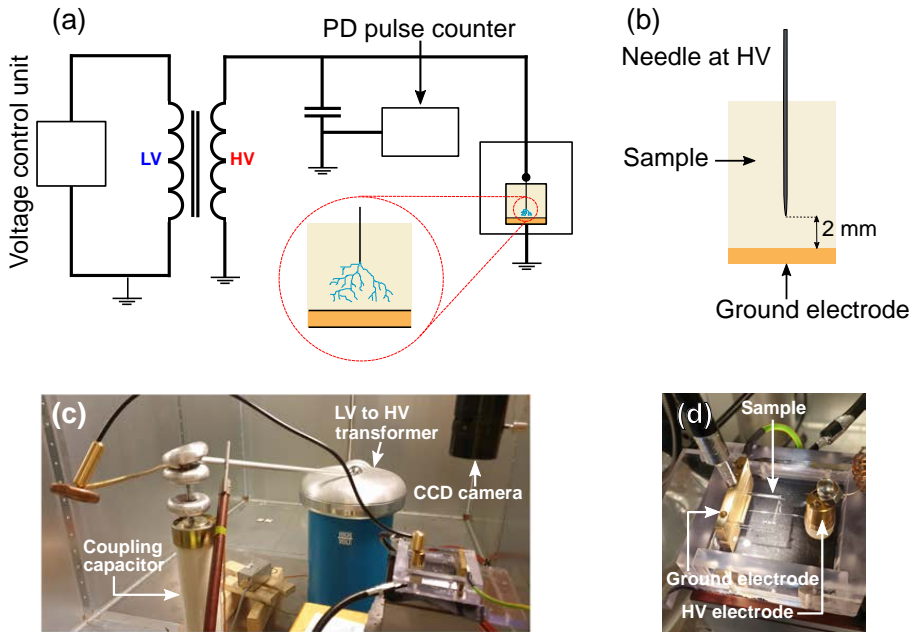 (a)
PD pulse counter
Voltage control unit
LV
HV
(b)
Needle at HV
Sample
2 mm
Ground electrode
(c)
LV to HV
transformer
CCD camera
Coupling
capacitor
(d)
Sample
Ground electrode
HV electrode